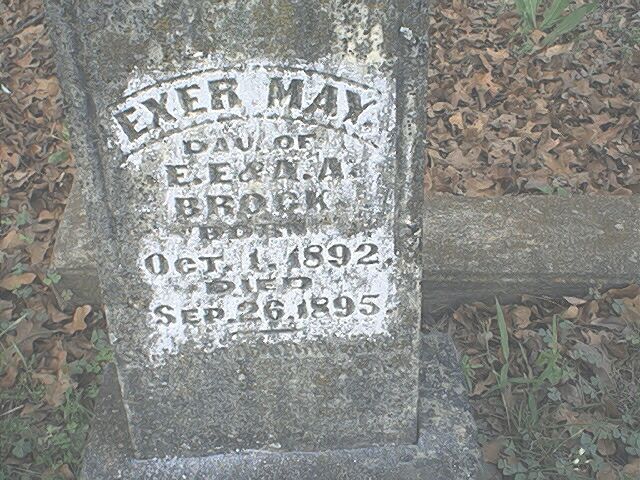 EXER MAY.
DAU. OF
E.E & A.A.
BROCK
BORN
OCT. 1, 1892.
DIED
SEP. 26, 1895.